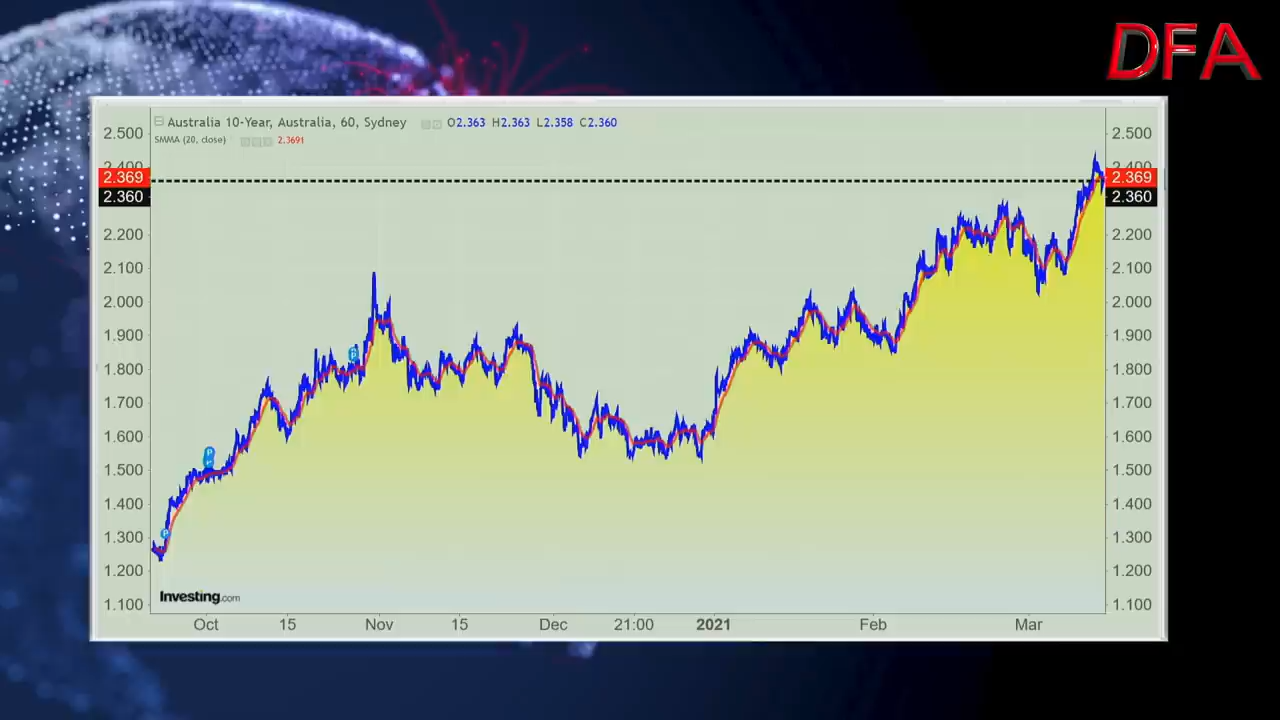 DFA
Australia 10-Year, Australia, 60, Sydney O2.363 H2.363 L2.358 C2.360
SMMA (20, close) 2.3691
2.500 2.500
2.400 2.400
2.369 2.369
2.360 2.360
2.200 2.200
2.100 2.100
2.000 2.000
1.900 1.900
1.800 1.800
1.700 1.700
1.600 1.600
1.500 1.500
1.400 1.400
1.300 1.300
1.200 1.200
1.100 1.100
P
P
P
Investing.com
Oct 15 Nov 15 Dec 21:00 2021 Feb Mar